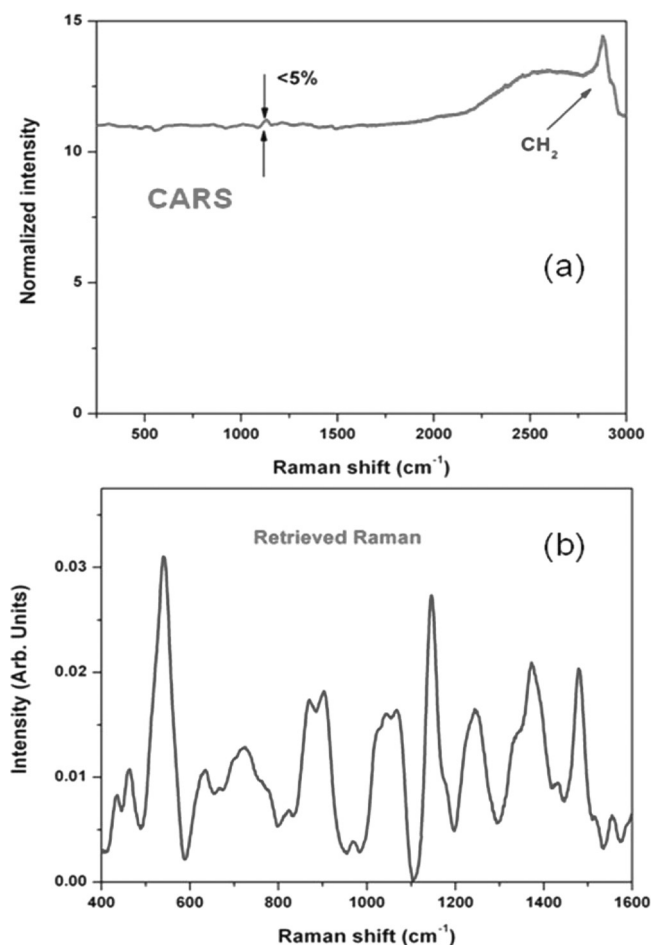 15
<5%
10
CH2
CARS
Normalized intensity
5
(a)
0
500 1000 1500 2000 2500 3000
Raman shift (cm-1)
Retrieved Raman
(b)
0.03
0.02
Intensity (Arb. Units)
0.01
0.00
400 600 800 1000 1200 1400 1600
Raman shift (cm-1)